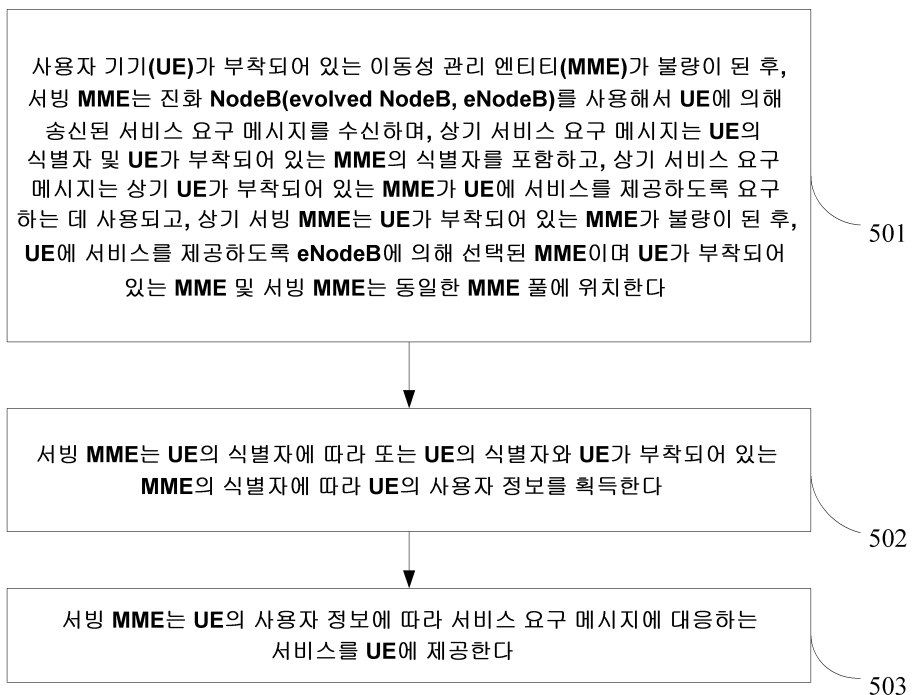 사용자 기기(UE)가 부착되어 있는 이동성 관리 엔티티(MME)가 불량이 된 후,
서빙 MME는 진화 NodeB(evolved NodeB, eNodeB)를 사용해서 UE에 의해
송신된 서비스 요구 메시지를 수신하며, 상기 서비스 요구 메시지는 UE의
식별자 및 UE가 부착되어 있는 MME의 식별자를 포함하고, 상기 서비스 요구
메시지는 상기 UE가 부착되어 있는 MME가 UE에 서비스를 제공하도록 요구
하는 데 사용되고, 상기 서빙 MME는 UE가 부착되어 있는 MME가 불량이 된 후,
UE에 서비스를 제공하도록 eNodeB에 의해 선택된 MME이며 UE가 부착되어
있는 MME 및 서빙 MME는 동일한 MME 풀에 위치한다
501
서빙 MME는 UE의 식별자에 따라 또는 UE의 식별자와 UE가 부착되어 있는
MME의 식별자에 따라 UE의 사용자 정보를 획득한다
502
서빙 MME는 UE의 사용자 정보에 따라 서비스 요구 메시지에 대응하는
서비스를 UE에 제공한다
503